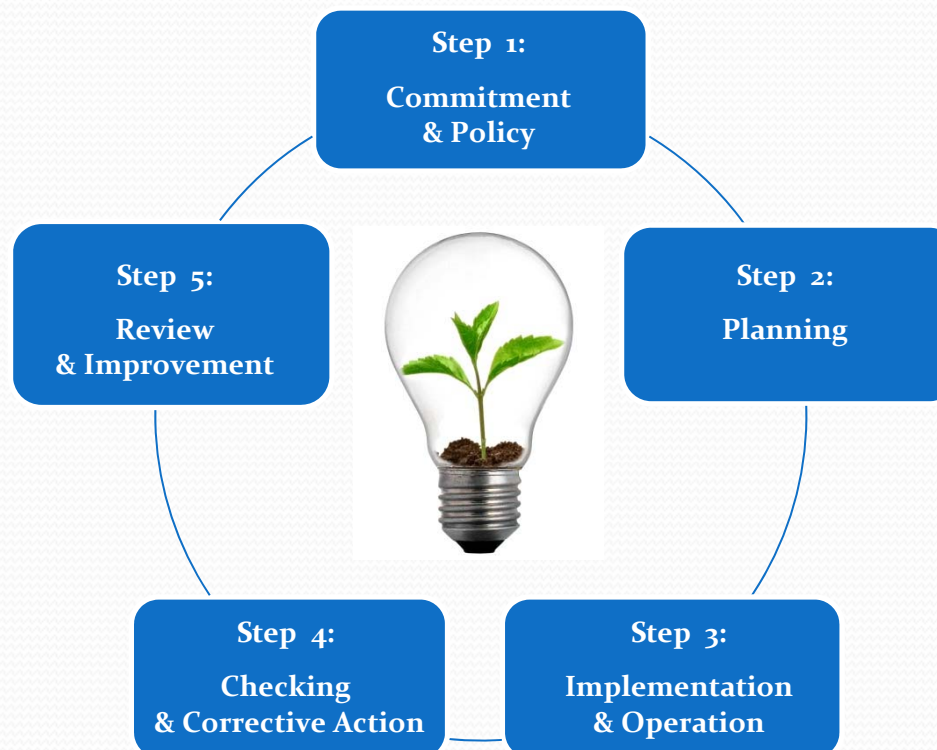 Step 1:
Commitment
& Policy
Step 2:
Planning
Step 3:
Implementation
& Operation
Step 4:
Checking
& Corrective Action
Step 5:
Review
& Improvement